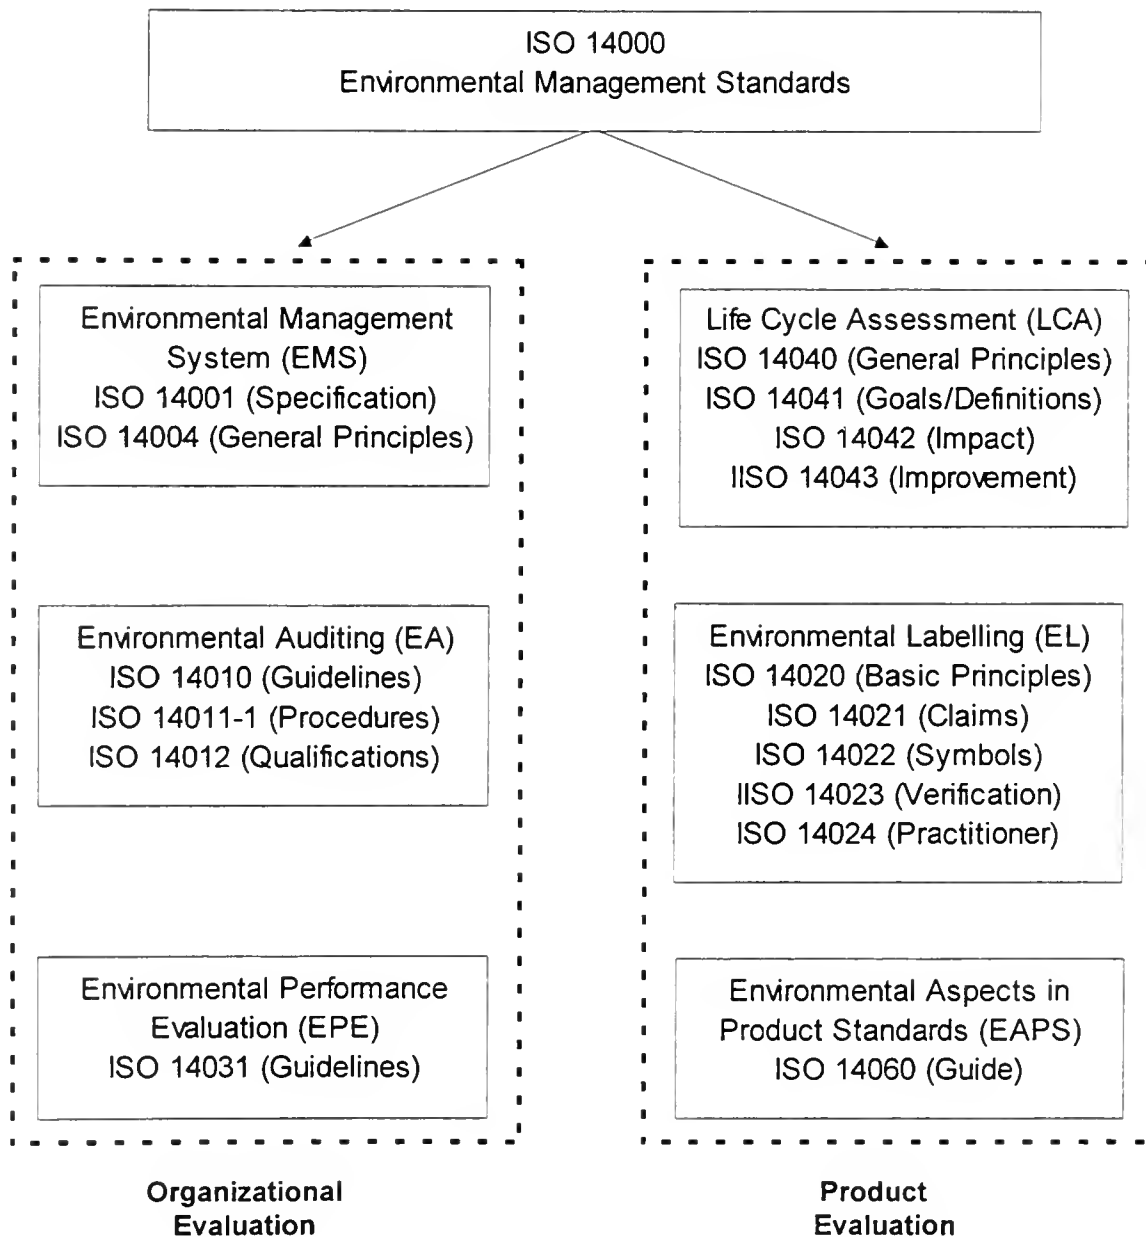 ISO 14000
Environmental Management Standards
Environmental Management
System (EMS)
ISO 14001 (Specification)
ISO 14004 (General Principles)
Environmental Auditing (EA)
ISO 14010 (Guidelines)
ISO 14011-1 (Procedures)
ISO 14012 (Qualifications)
Environmental Performance
Evaluation (EPE)
ISO 14031 (Guidelines)
Organizational
Evaluation
Life Cycle Assessment (LCA)
ISO 14040 (General Principles)
ISO 14041 (Goals/Definitions)
ISO 14042 (Impact)
IISO 14043 (Improvement)
Environmental Labelling (EL)
ISO 14020 (Basic Principles)
ISO 14021 (Claims)
ISO 14022 (Symbols)
IISO 14023 (Verification)
ISO 14024 (Practitioner)
Environmental Aspects in
Product Standards (EAPS)
ISO 14060 (Guide)
Product
Evaluation